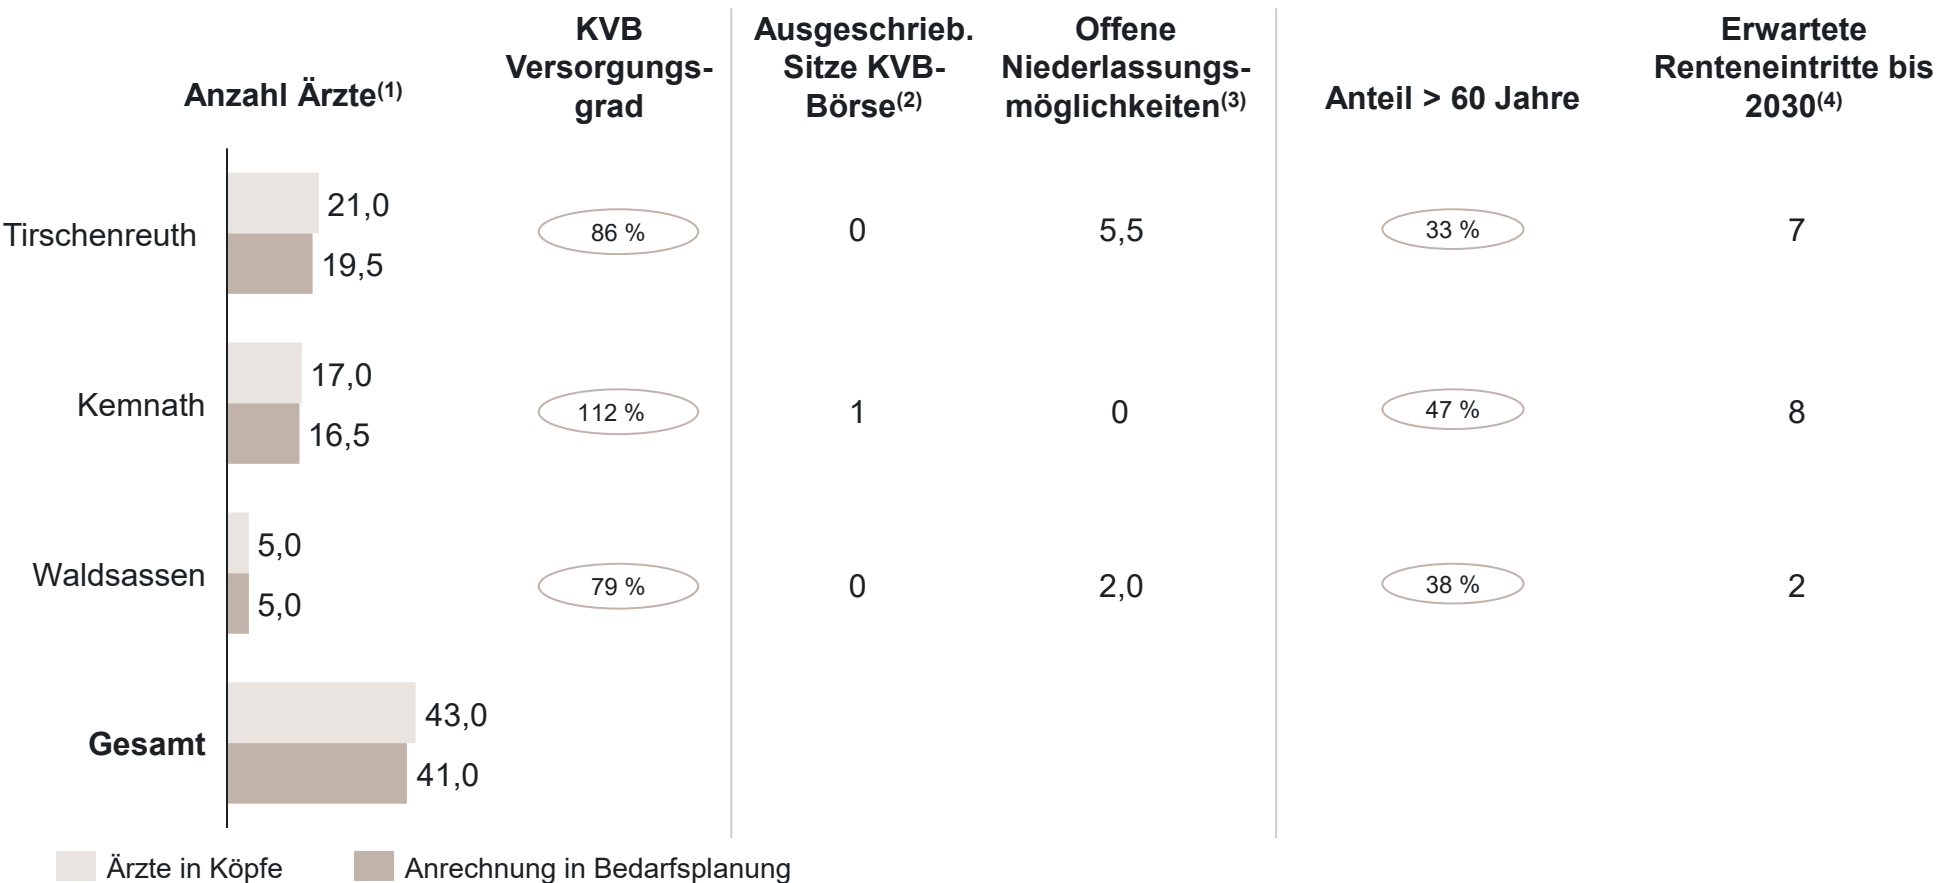 Anzahl Ärzte(1)
KVB
Versorgungs-
grad
Ausgeschrieb.
Sitze KVB-
Börse(2)
Offene
Niederlassungs-
möglichkeiten(3)
Anteil > 60 Jahre
Erwartete
Renteneintritte bis
2030(4)
Tirschenreuth
21,0
19,5
86 %
0
5,5
33 %
7
Kemnath
17,0
16,5
112 %
1
0
47 %
8
Waldsassen
5,0
5,0
79 %
0
2,0
38 %
2
Gesamt
43,0
41,0
Ärzte in Köpfe
Anrechnung in Bedarfsplanung